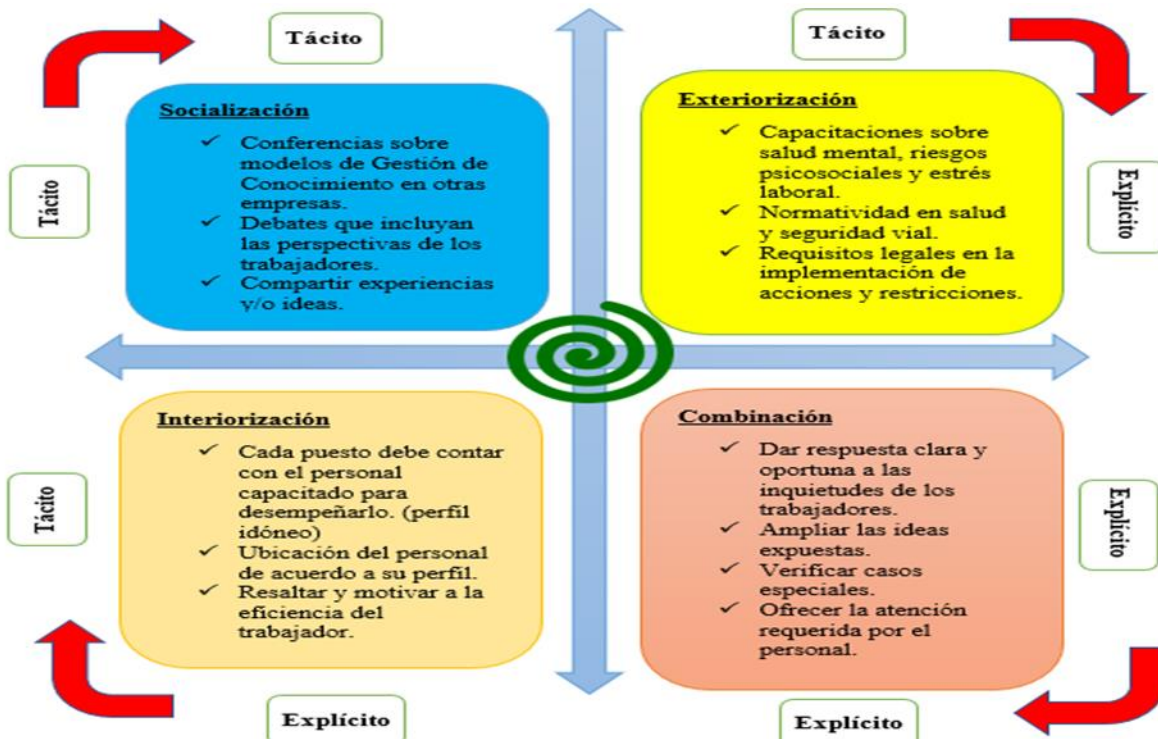 Tácito
Tácito
Tácito
Socialización
✓ Conferencias sobre
modelos de Gestión de
Conocimiento en otras
empresas.
✓ Debates que incluyan
las perspectivas de los
trabajadores.
✓ Compartir experiencias
y/o ideas.
Exteriorización
✓ Capacitaciones sobre
salud mental, riesgos
psicosociales y estrés
laboral.
✓ Normatividad en salud
y seguridad vial.
✓ Requisitos legales en la
implementación de
acciones y restricciones.
Explícito
Tácito
Interiorización
✓ Cada puesto debe contar
con el personal
capacitado para
desempeñarlo. (perfil
idóneo)
✓ Ubicación del personal
de acuerdo a su perfil.
✓ Resaltar y motivar a la
eficiencia del
trabajador.
Combinación
✓ Dar respuesta clara y
oportuna a las
inquietudes de los
trabajadores.
✓ Ampliar las ideas
expuestas.
✓ Verificar casos
especiales.
✓ Ofrecer la atención
requerida por el
personal.
Explícito
Explícito
Explícito